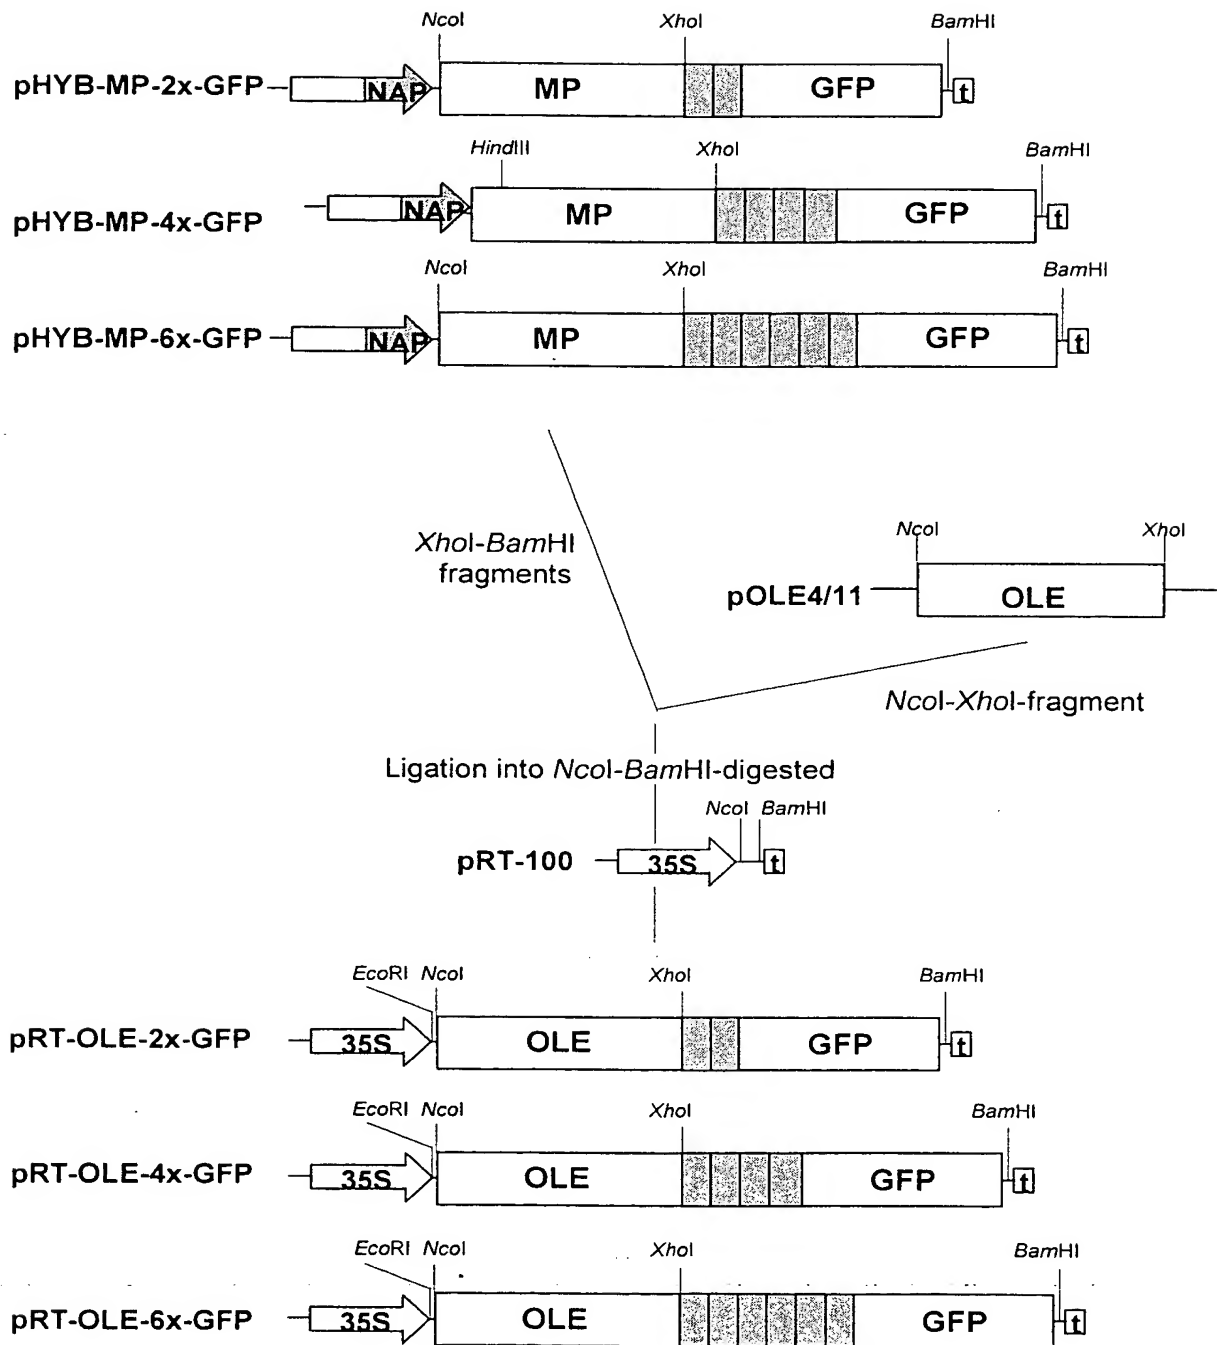 NcoI XhoI BamHI
pHYB-MP-2x-GFP NAP MP GFP t
HindIII XhoI BamHI
pHYB-MP-4x-GFP NAP MP GFP t
NcoI XhoI BamHI
pHYB-MP-6x-GFP NAP MP GFP t
XhoI-BamHI
fragments
NcoI XhoI
pOLE4/11 OLE
NcoI-XhoI-fragment
Ligation into NcoI-BamHI-digested
NcoI BamHI
pRT-100 35S t
EcoRI NcoI XhoI BamHI
pRT-OLE-2x-GFP 35S OLE GFP t
EcoRI NcoI XhoI BamHI
pRT-OLE-4x-GFP 35S OLE GFP t
EcoRI NcoI XhoI BamHI
pRT-OLE-6x-GFP 35S OLE GFP t